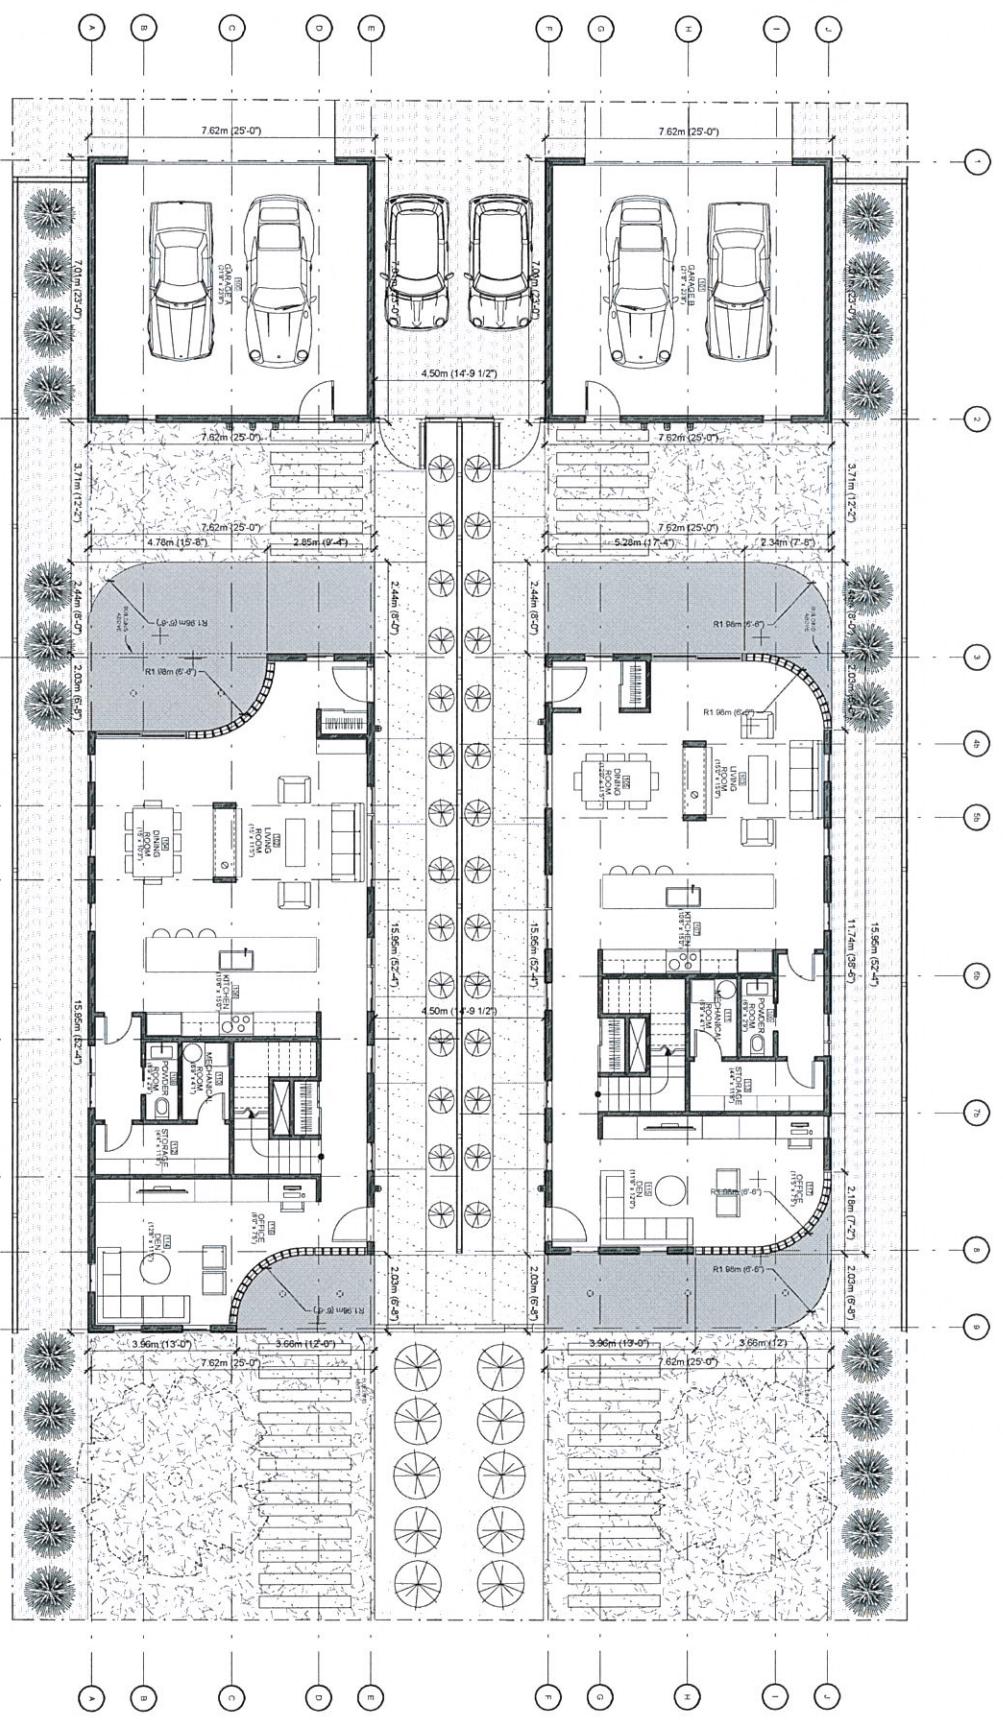 A
B
C
D
E
F
G
H
I
J
7.62m (25'-0")
7.62m (25'-0")
1
7.01m (23'-0")
GARAGE A
GARAGE B
4.50m (14'-9 1/2")
2
7.62m (25'-0")
7.62m (25'-0")
3.71m (12'-2")
3.71m (12'-2")
7.62m (25'-0")
7.62m (25'-0")
4.78m (15'-8")
2.85m (9'-4")
5.28m (17'-4")
2.34m (7'-8")
2.44m (8'-0")
2.44m (8'-0")
2.44m (8'-0")
R1.98m (6'-6")
R1.98m (6'-6")
3
2.03m (6'-8")
R1.98m (6'-6")
R1.98m (6'-6")
4b
LIVING
ROOM
DINING
ROOM
5b
DINING
ROOM
LIVING
ROOM
KITCHEN
15.95m (52'-4")
15.95m (52'-4")
11.74m (38'-6")
15.95m (52'-4")
KITCHEN
6b
15.95m (52'-4")
4.50m (14'-9 1/2")
POWDER
ROOM
MECHANICAL
ROOM
STORAGE
POWDER
ROOM
MECHANICAL
ROOM
STORAGE
7b
OFFICE
DEN
OFFICE
DEN
R1.98m (6'-6")
2.18m (7'-2")
8
2.03m (6'-8")
2.03m (6'-8")
2.03m (6'-8")
R1.98m (6'-6")
R1.98m (6'-6")
9
3.96m (13'-0")
3.66m (12'-0")
3.96m (13'-0")
3.66m (12')
7.62m (25'-0")
7.62m (25'-0")
A
B
C
D
E
F
G
H
I
J